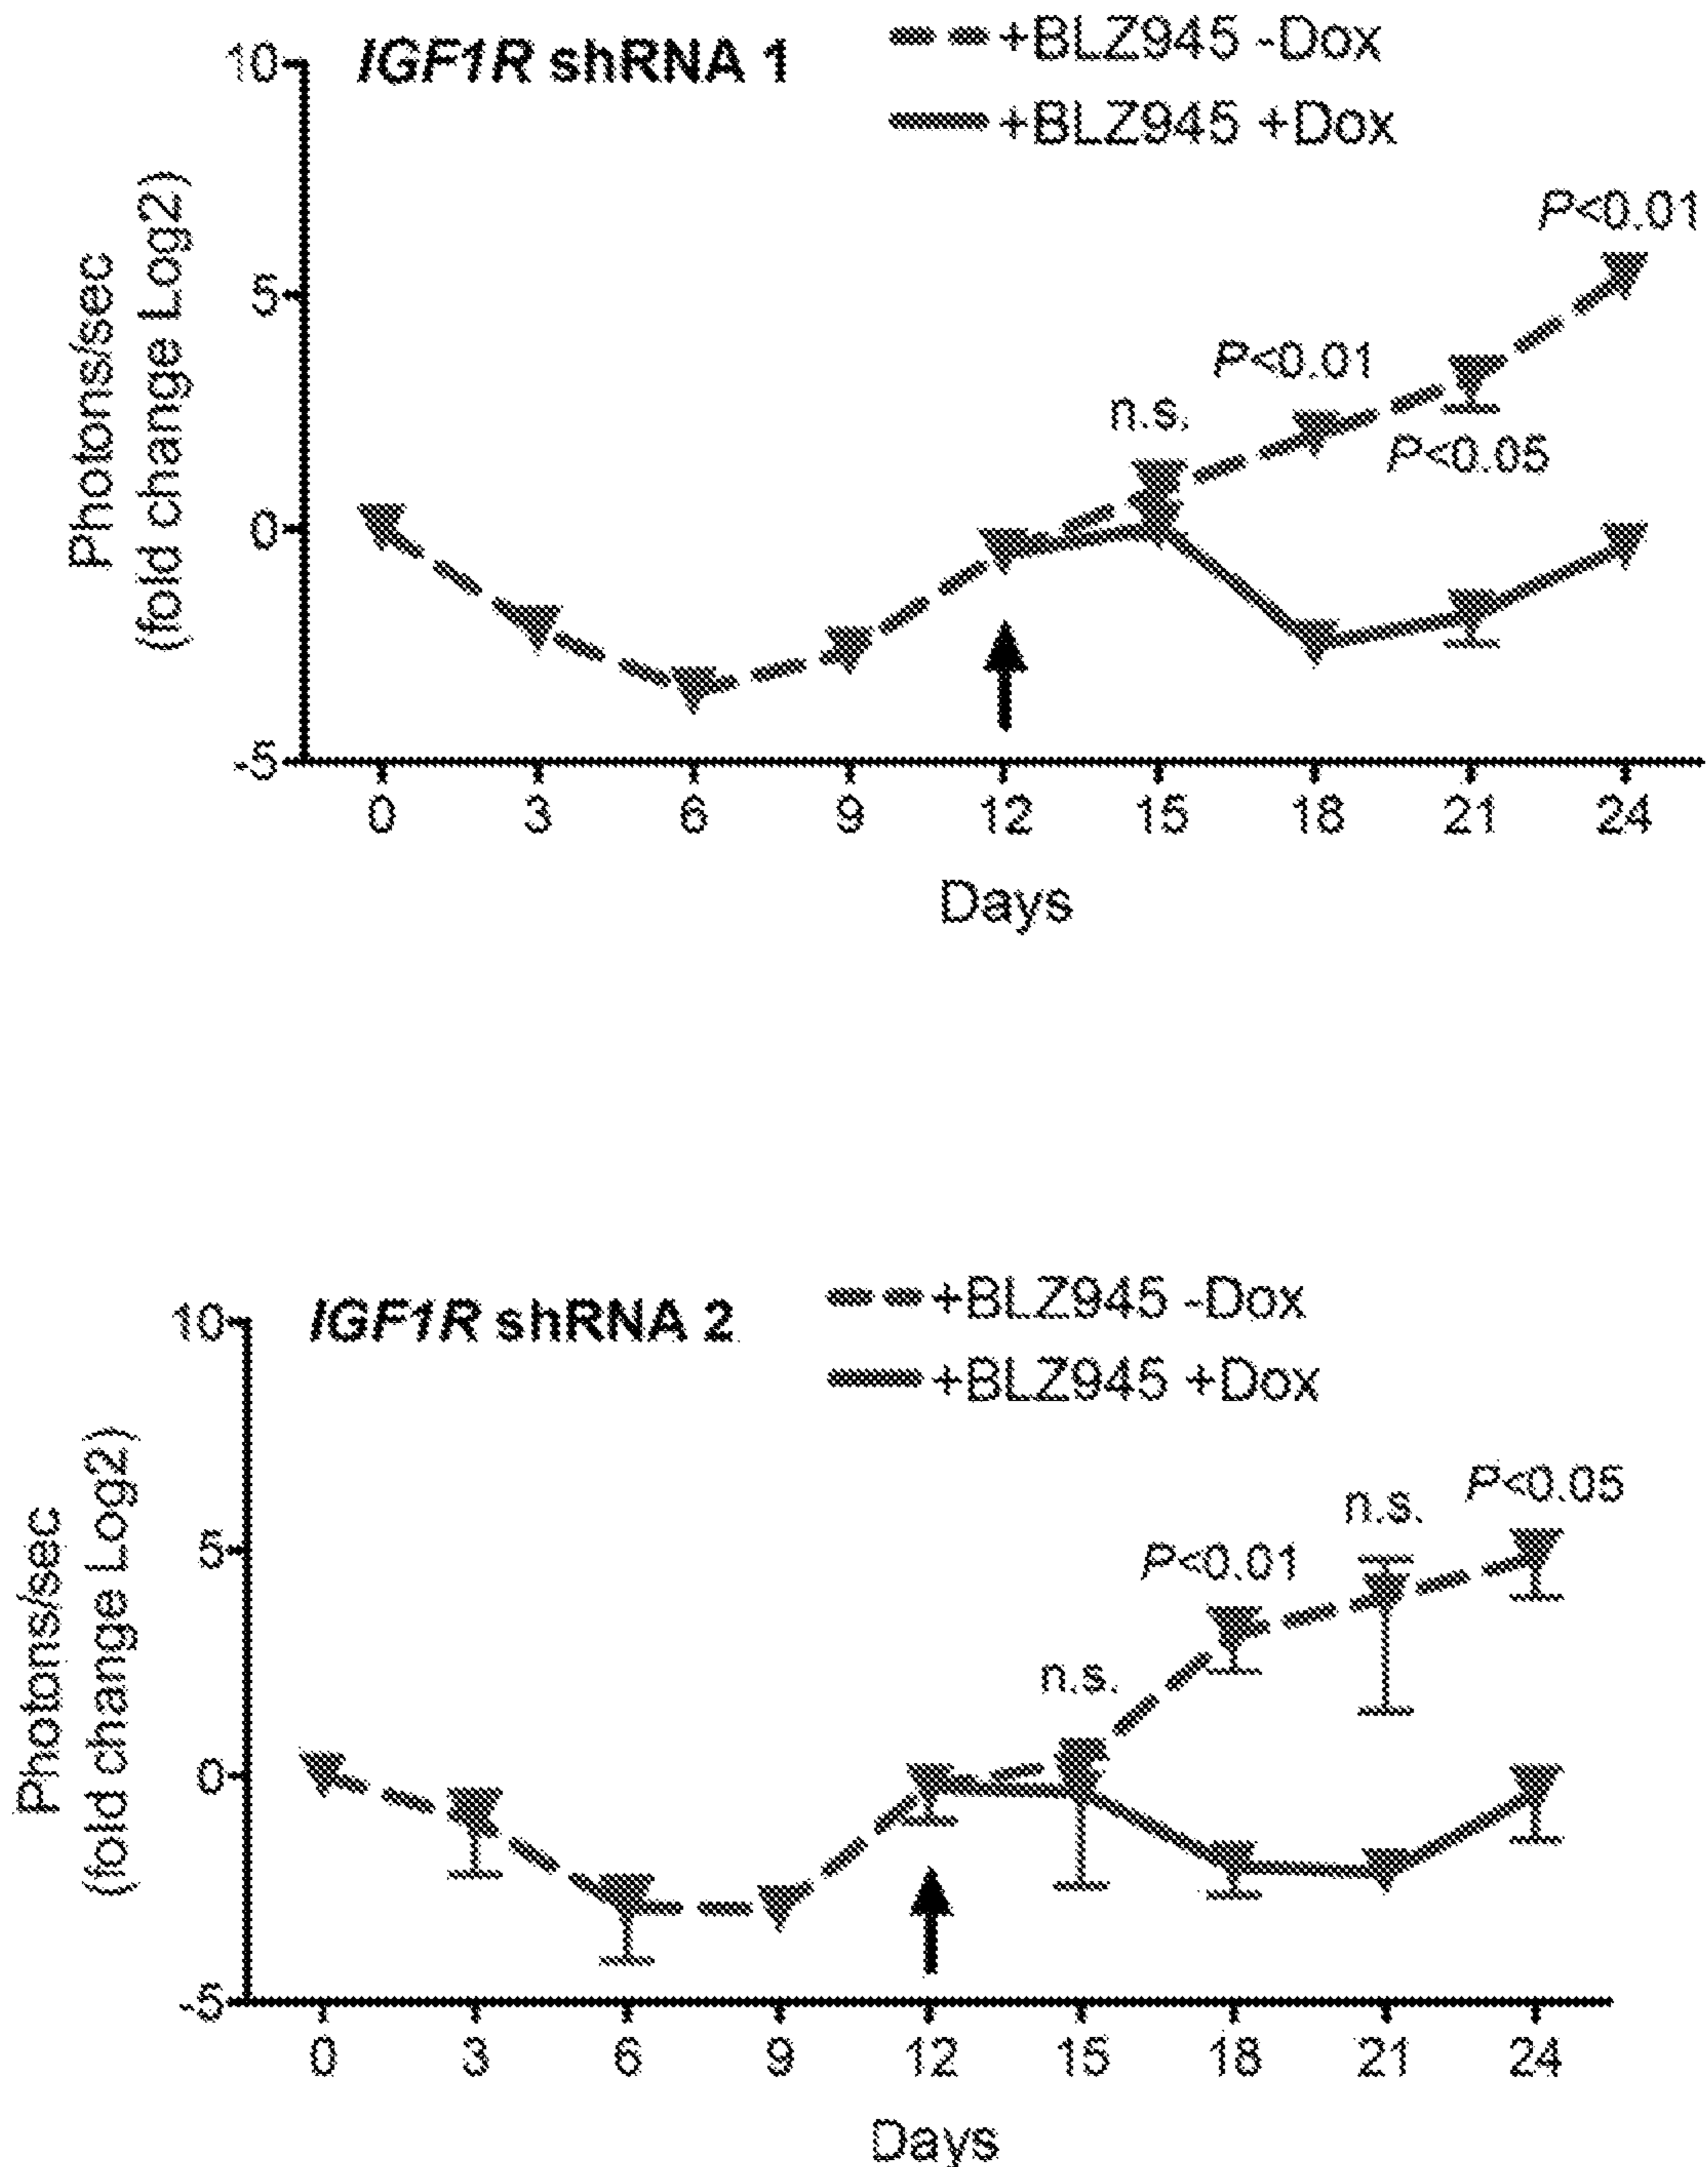 IGF1R shRNA 1
+BLZ945 -Dox
+BLZ945 +Dox
Photons/sec
(fold change Log2)
10
5
0
-5
n.s.
P<0.01
P<0.05
P<0.01
0 3 6 9 12 15 18 21 24
Days
IGF1R shRNA 2
+BLZ945 -Dox
+BLZ945 +Dox
Photons/sec
(fold change Log2)
10
5
0
-5
n.s.
P<0.01
n.s.
P<0.05
0 3 6 9 12 15 18 21 24
Days